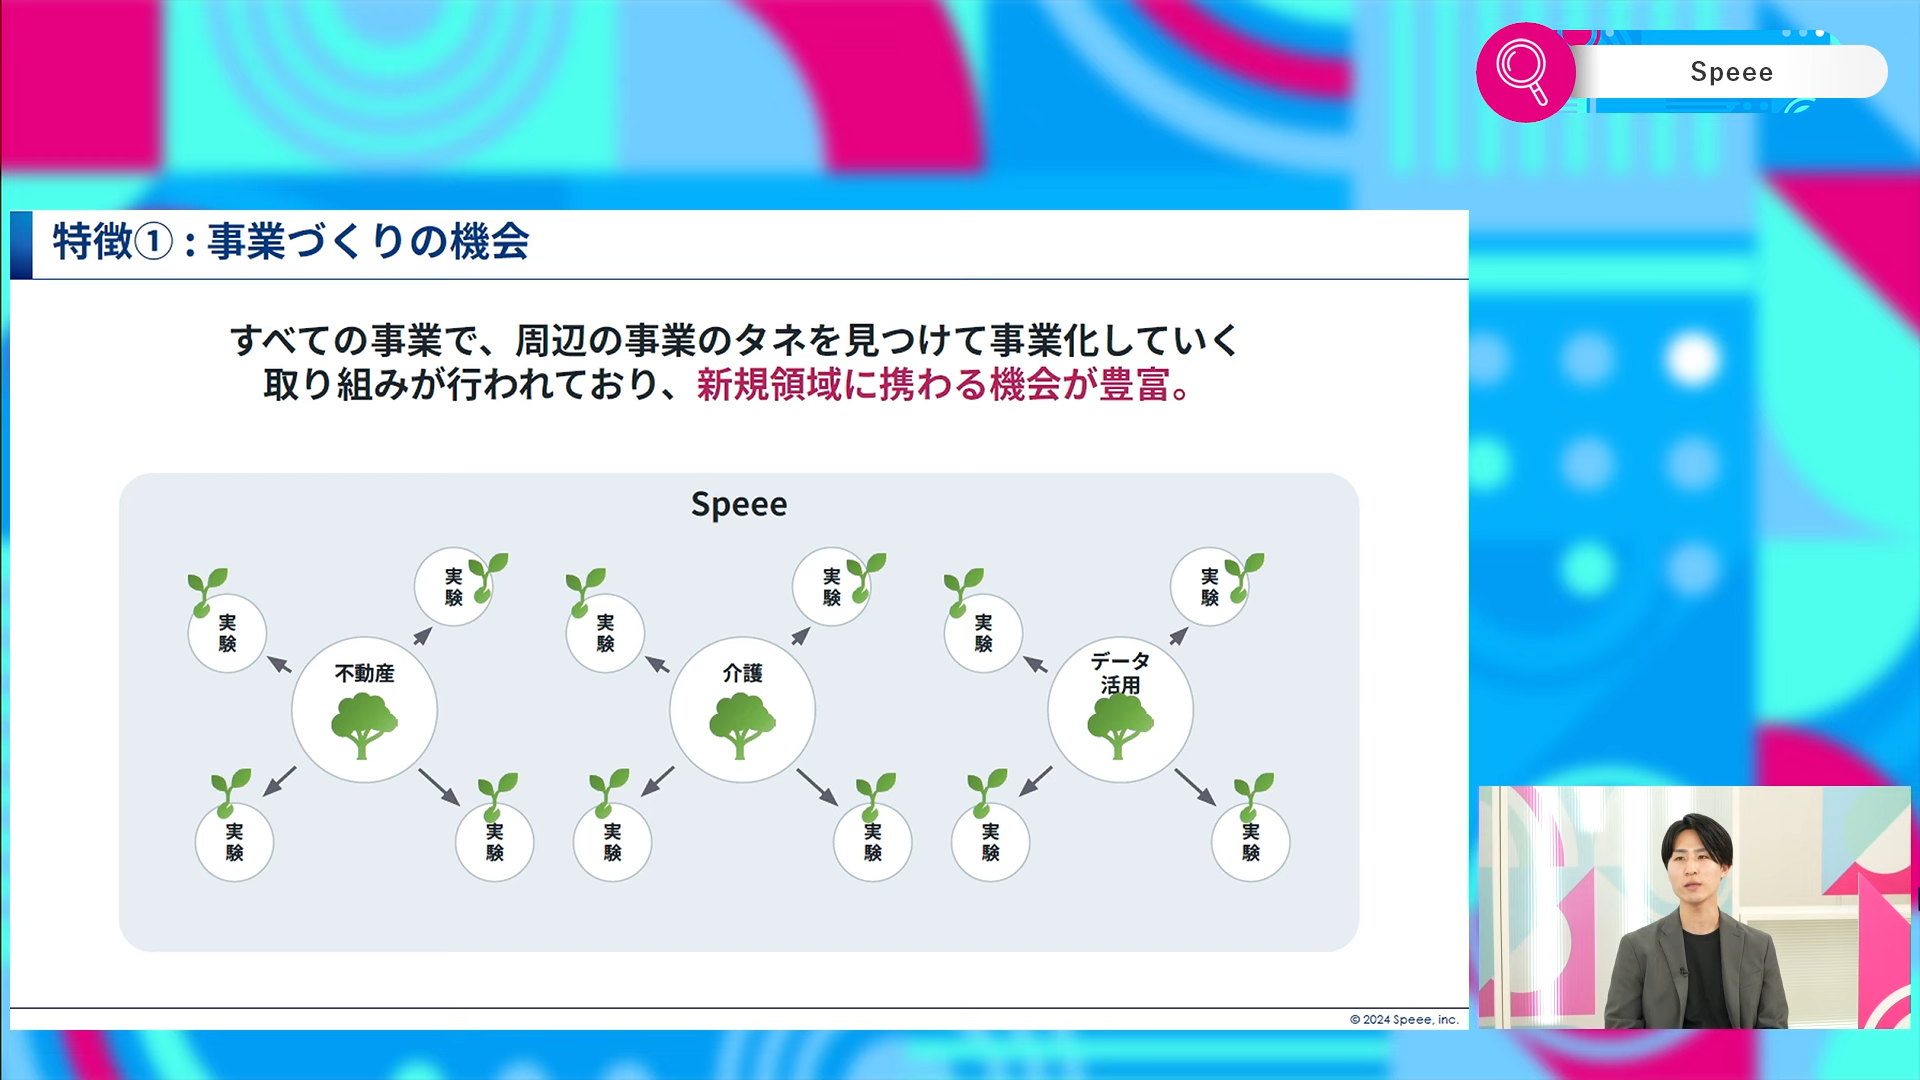 Speee
特徴①：事業づくりの機会
すべての事業で、周辺の事業のタネを見つけて事業化していく
取り組みが行われており、新規領域に携わる機会が豊富。
Speee
実験
実験
不動産
実験
実験
実験
実験
介護
実験
実験
実験
実験
データ
活用
実験
実験
© 2024 Speee, inc.